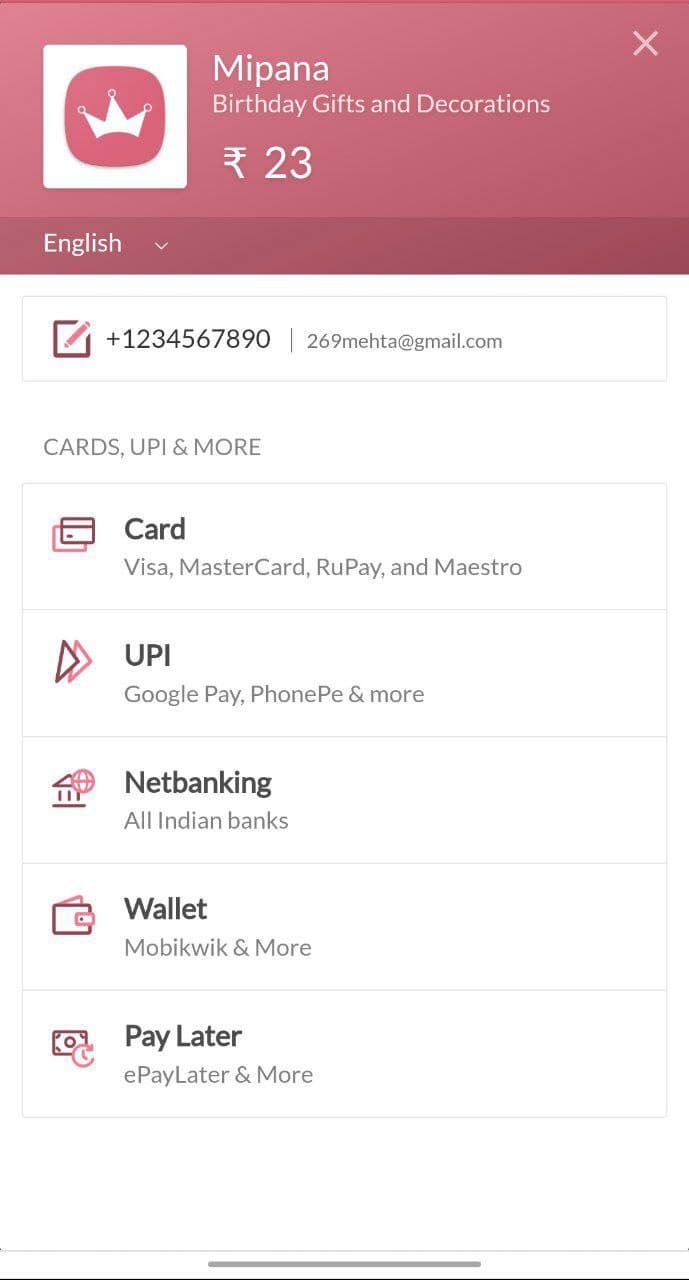 Mipana
Birthday Gifts and Decorations
₹ 23
English
+1234567890 | 269mehta@gmail.com
CARDS, UPI & MORE
Card
Visa, MasterCard, RuPay, and Maestro
UPI
Google Pay, PhonePe & more
Netbanking
All Indian banks
Wallet
Mobikwik & More
Pay Later
ePayLater & More